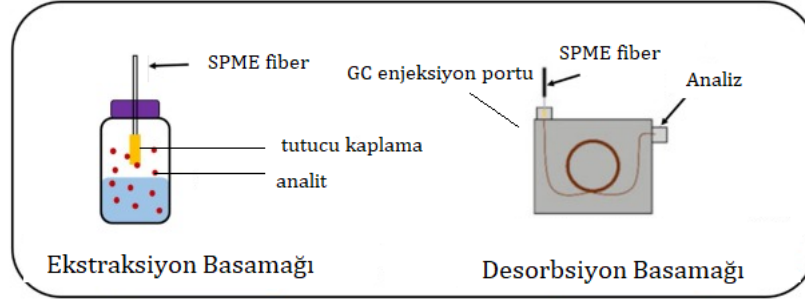 SPME fiber
tutucu kaplama
analit
Ekstraksiyon Basamağı
SPME fiber
GC enjeksiyon portu
Analiz
Desorbsiyon Basamağı